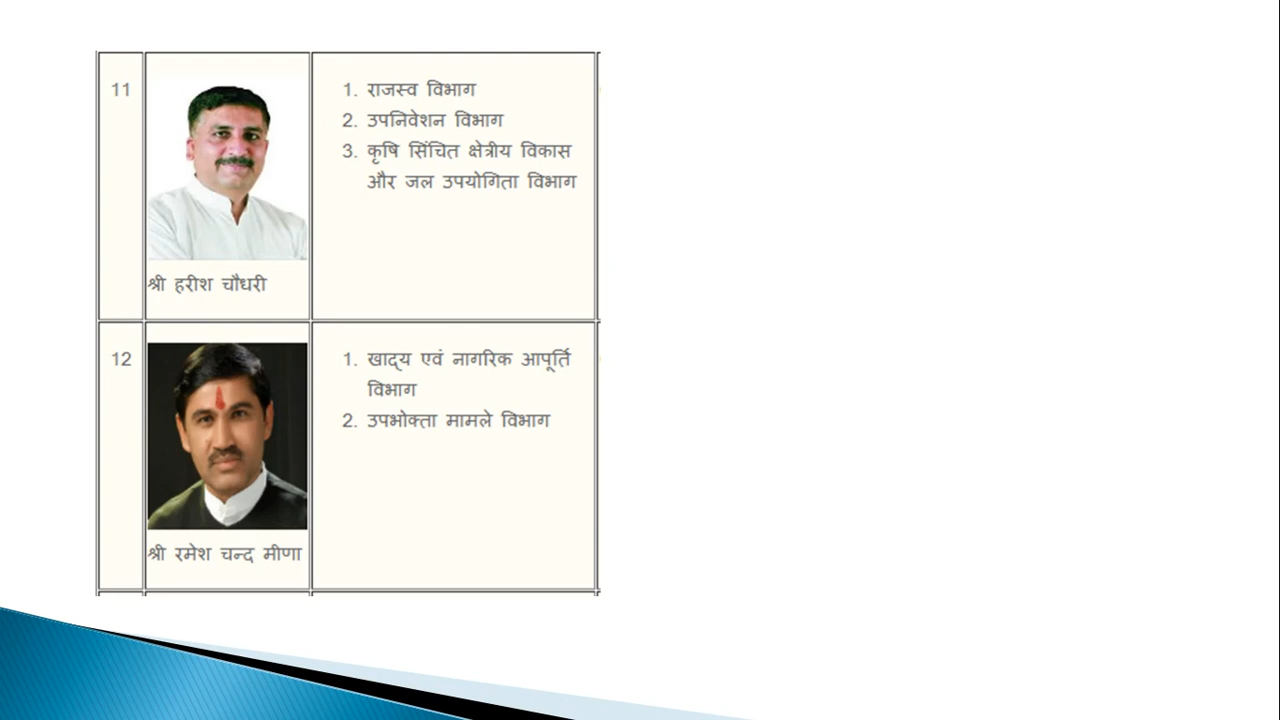 11
1. राजस्व विभाग
2. उपनिवेशन विभाग
3. कृषि सिंचित क्षेत्रीय विकास
और जल उपयोगिता विभाग
श्री हरीश चौधरी
12
1. खाद्य एवं नागरिक आपूर्ति
विभाग
2. उपभोक्ता मामले विभाग
श्री रमेश चन्द मीणा